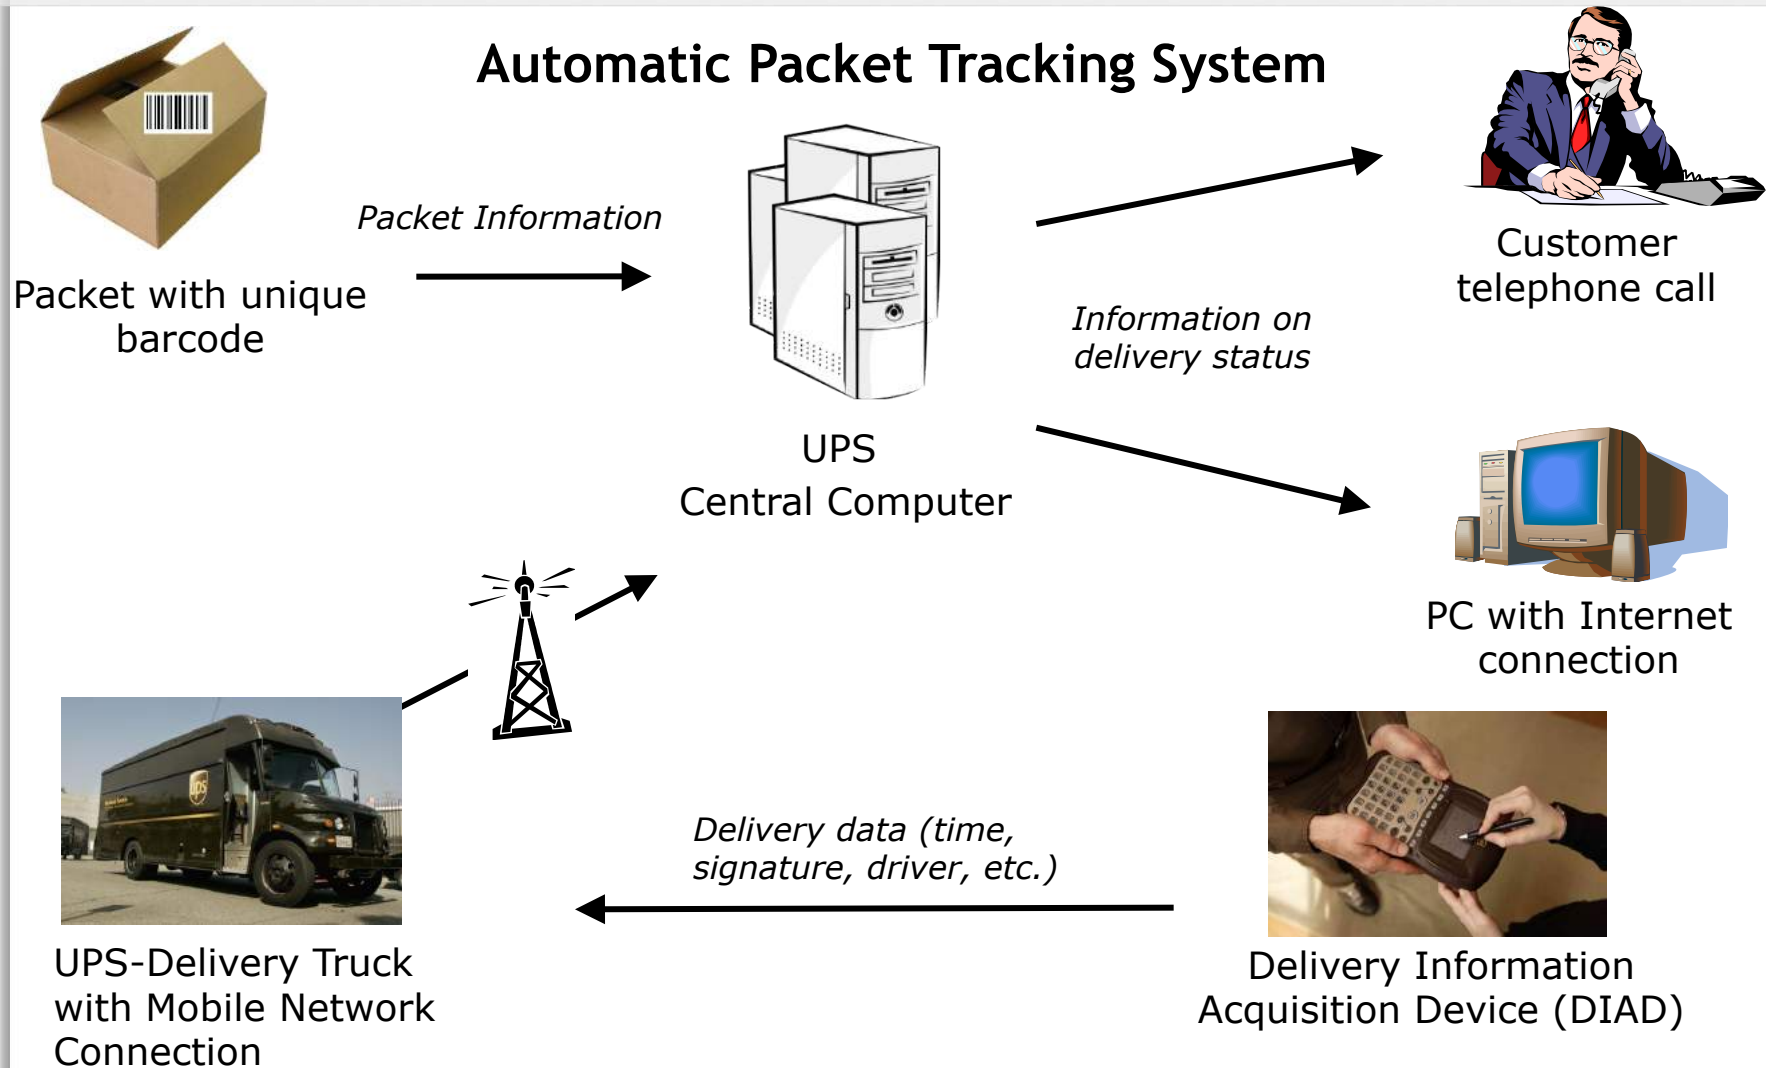 Automatic Packet Tracking System
Packet Information
Packet with unique
barcode
UPS
Central Computer
Information on
delivery status
Customer
telephone call
PC with Internet
connection
UPS
Delivery data (time,
signature, driver, etc.)
UPS-Delivery Truck
with Mobile Network
Connection
Delivery Information
Acquisition Device (DIAD)